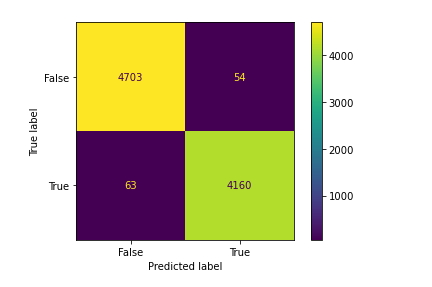 4703 54
63 4160
False
True
True label
False True
Predicted label
4000
3000
2000
1000